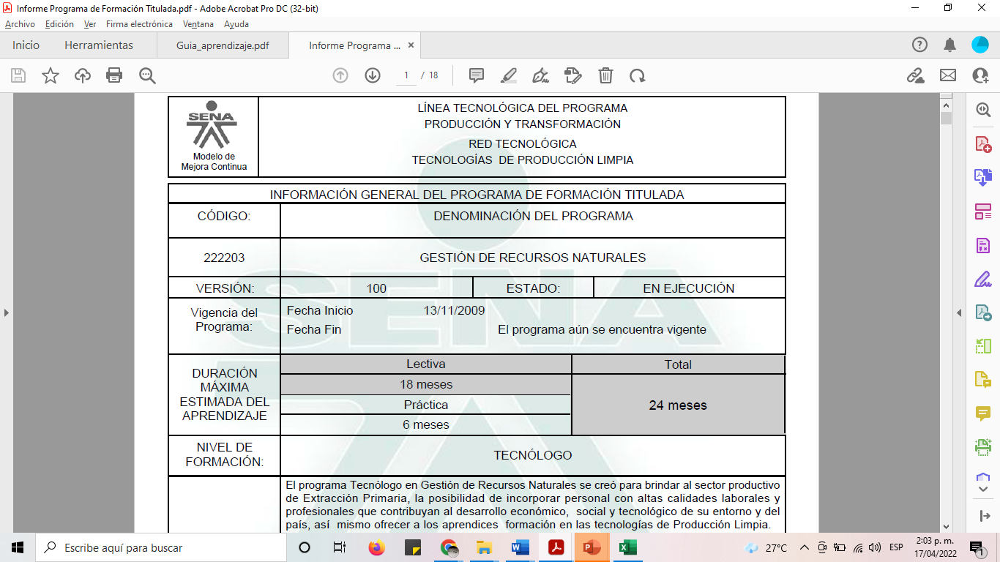 Informe Programa de Formación Titulada.pdf - Adobe Acrobat Pro DC (32-bit)
Archivo Edición Ver Firma electrónica Ventana Ayuda
Inicio Herramientas Guia_aprendizaje.pdf Informe Programa ... ×
1 / 18
SENA
Modelo de
Mejora Continua
LÍNEA TECNOLÓGICA DEL PROGRAMA
PRODUCCIÓN Y TRANSFORMACIÓN
RED TECNOLÓGICA
TECNOLOGÍAS DE PRODUCCIÓN LIMPIA
INFORMACIÓN GENERAL DEL PROGRAMA DE FORMACIÓN TITULADA
CÓDIGO: DENOMINACIÓN DEL PROGRAMA
222203 GESTIÓN DE RECURSOS NATURALES
VERSIÓN: 100 ESTADO: EN EJECUCIÓN
Vigencia del
Programa:
Fecha Inicio 13/11/2009
Fecha Fin El programa aún se encuentra vigente
SENA
DURACIÓN
MÁXIMA
ESTIMADA DEL
APRENDIZAJE
Lectiva Total
18 meses
Práctica
6 meses
24 meses
NIVEL DE
FORMACIÓN:
TECNÓLOGO
El programa Tecnólogo en Gestión de Recursos Naturales se creó para brindar al sector productivo
de Extracción Primaria, la posibilidad de incorporar personal con altas calidades laborales y
profesionales que contribuyan al desarrollo económico, social y tecnológico de su entorno y del
país, así mismo ofrecer a los aprendices formación en las tecnologías de Producción Limpia.
Escribe aquí para buscar
27°C ESP
2:03 p. m.
17/04/2022
1